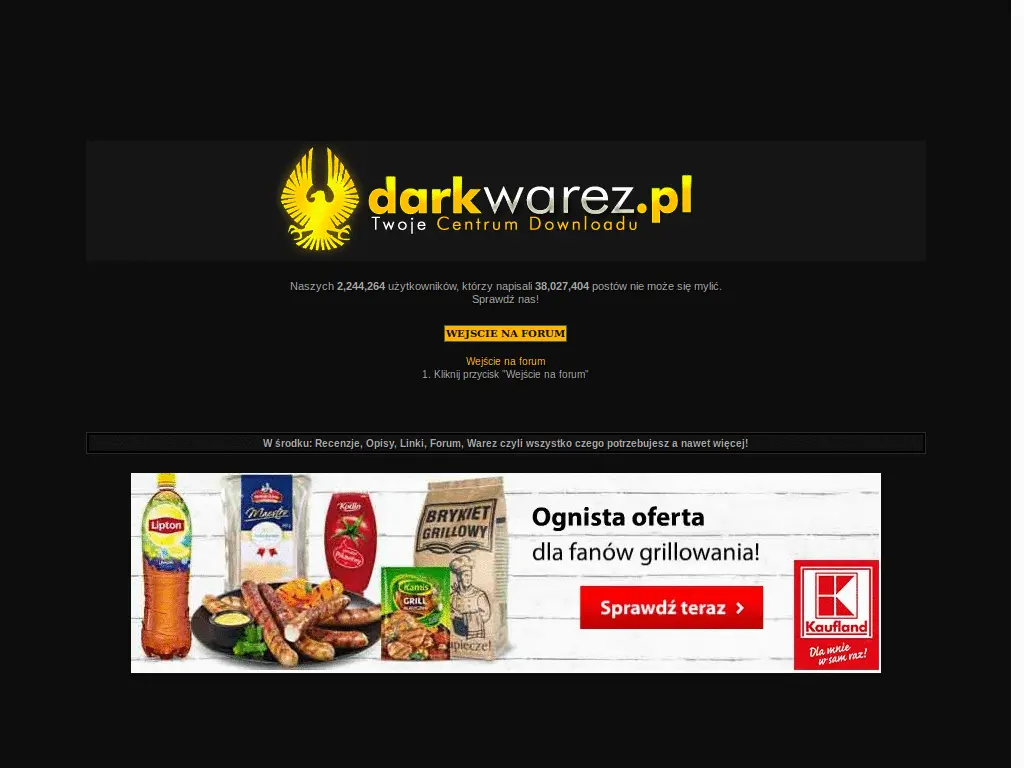 darkwarez.pl
Twoje Centrum Downloadu
Naszych 2,244,264 użytkowników, którzy napisali 38,027,404 postów nie może się mylić.
Sprawdź nas!
WEJSCIE NA FORUM
Wejście na forum
1. Kliknij przycisk "Wejście na forum"
W środku: Recenzje, Opisy, Linki, Forum, Warez czyli wszystko czego potrzebujesz a nawet więcej!
Ognista oferta
dla fanów grillowania!
Sprawdź teraz
Lipton
Maestro
Kotlin
BRYKIET
GRILLOWY
Kamis
GRILL
Kaufland
Dla mnie
w sam raz!